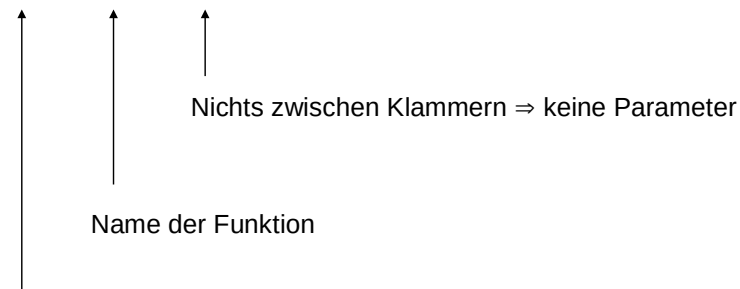 Nichts zwischen Klammern ⇒ keine Parameter
Name der Funktion